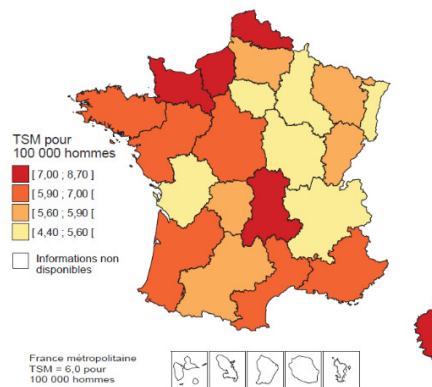 TSM pour
100 000 hommes
[ 7,00 ; 8,70 ]
[ 5,90 ; 7,00 [
[ 5,60 ; 5,90 [
[ 4,40 ; 5,60 [
Informations non
disponibles
France métropolitaine
TSM = 6,0 pour
100 000 hommes